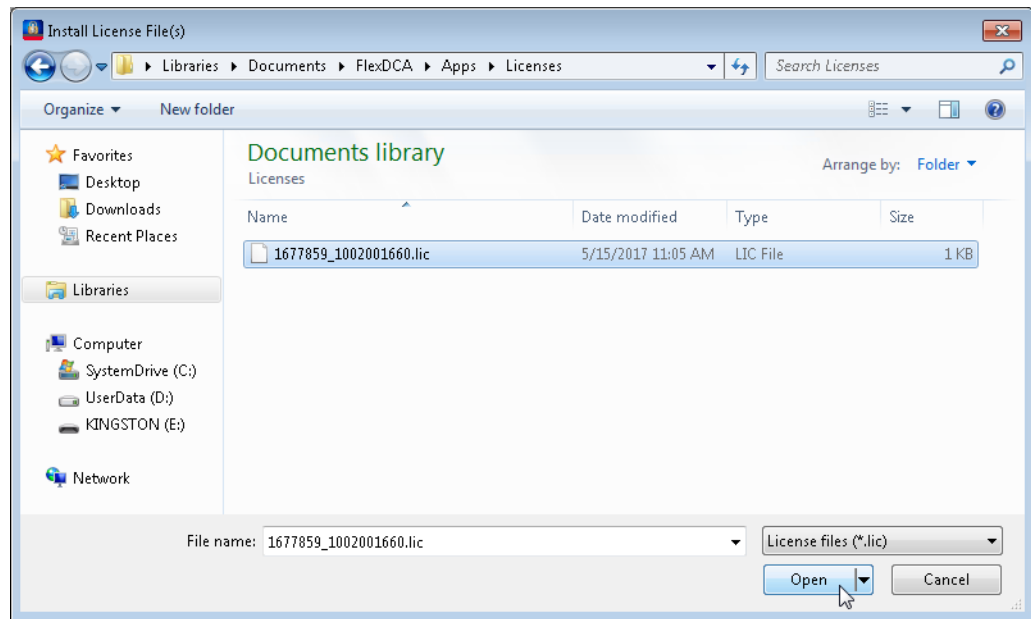 Install License File(s)
Libraries Documents FlexDCA Apps Licenses Search Licenses
Organize New folder
Favorites
Desktop
Downloads
Recent Places
Libraries
Computer
SystemDrive (C:)
UserData (D:)
KINGSTON (E:)
Network
Documents library
Licenses
Arrange by: Folder
Name Date modified Type Size
1677859_1002001660.lic 5/15/2017 11:05 AM LIC File 1 KB
File name: 1677859_1002001660.lic License files (*.lic)
Open Cancel